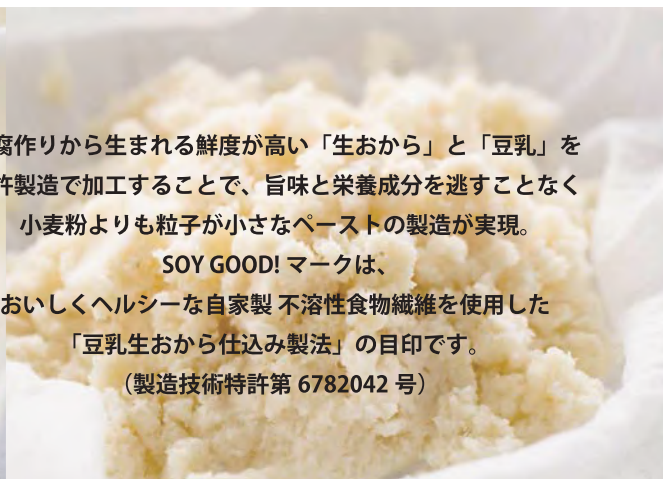 腐作りから生まれる鮮度が高い「生おから」と「豆乳」を
許製造で加工することで、旨味と栄養成分を逃すことなく
小麦粉よりも粒子が小さなペーストの製造が実現。
SOY GOOD! マークは、
おいしくヘルシーな自家製 不溶性食物繊維を使用した
「豆乳生おから仕込み製法」の目印です。
（製造技術特許第 6782042 号）